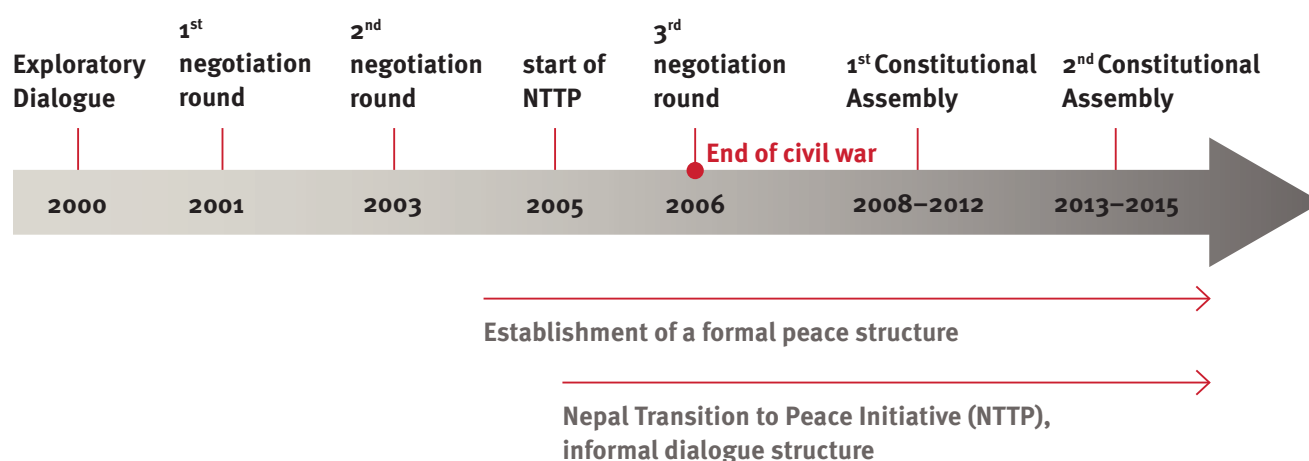 Exploratory
Dialogue
1st
negotiation
round
2nd
negotiation
round
start of
NTTP
3rd
negotiation
round
1st Constitutional
Assembly
2nd Constitutional
Assembly
End of civil war
2000
2001
2003
2005
2006
2008–2012
2013–2015
Establishment of a formal peace structure
Nepal Transition to Peace Initiative (NTTP),
informal dialogue structure